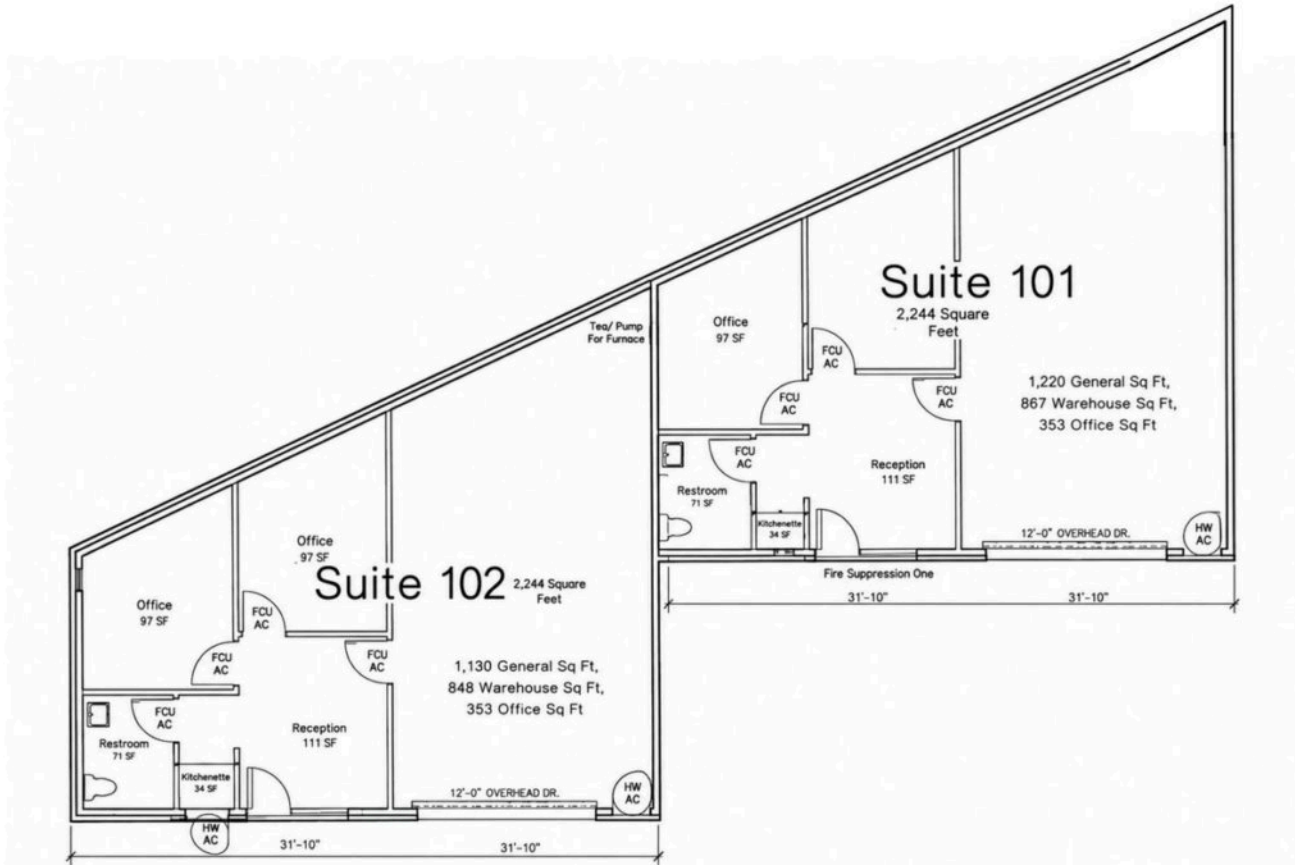 Suite 101
2,244 Square
Feet
Tea/ Pump
For Furnace
Office
97 SF
FCU
AC
FCU
AC
FCU
AC
1,220 General Sq Ft,
867 Warehouse Sq Ft,
353 Office Sq Ft
FCU
AC
Reception
111 SF
Restroom
71 SF
Kitchenette
34 SF
12'-0" OVERHEAD DR.
HW
AC
Fire Suppression One
31'-10"
31'-10"
Office
97 SF
Suite 102
2,244 Square
Feet
Office
97 SF
FCU
AC
FCU
AC
FCU
AC
1,130 General Sq Ft,
848 Warehouse Sq Ft,
353 Office Sq Ft
FCU
AC
Reception
111 SF
Restroom
71 SF
Kitchenette
34 SF
12'-0" OVERHEAD DR.
HW
AC
HW
AC
31'-10"
31'-10"